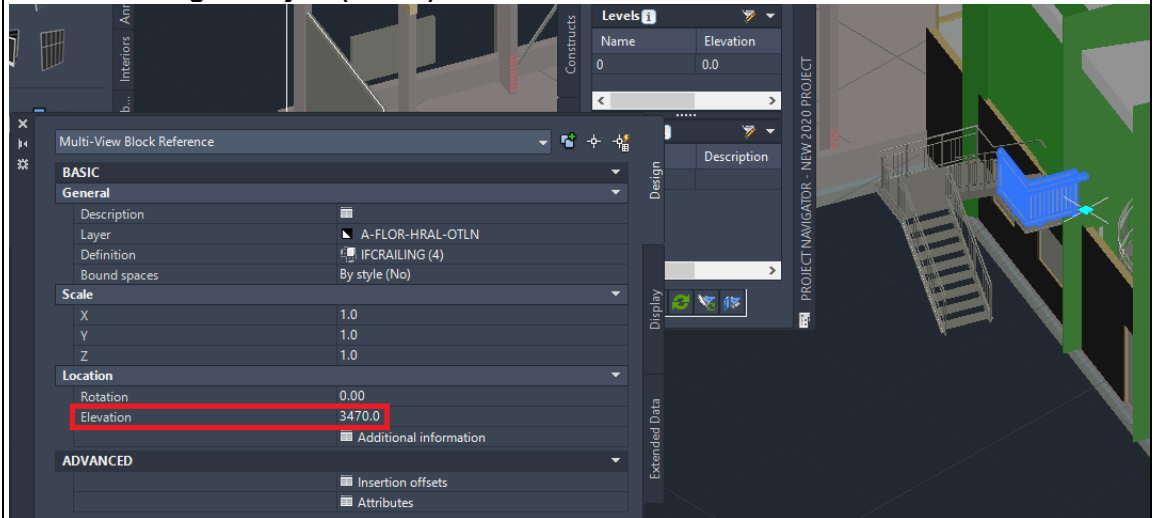 Levels
Name Elevation
0 0.0
Constructs
Interiors
Multi-View Block Reference
BASIC
General
Description
Layer A-FLOR-HRAL-OTLN
Definition IFCRAILING (4)
Bound spaces By style (No)
Scale
X 1.0
Y 1.0
Z 1.0
Location
Rotation 0.00
Elevation 3470.0
Additional information
ADVANCED
Insertion offsets
Attributes
Design
Display
Extended Data
Description
PROJECT NAVIGATOR - NEW 2020 PROJECT